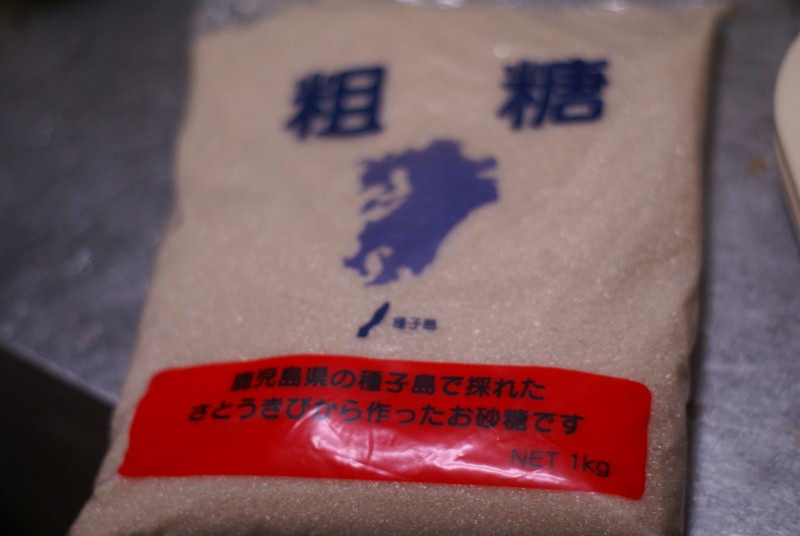 粗糖
種子島
鹿児島県の種子島で採れた
さとうきびから作ったお砂糖です
NET 1kg